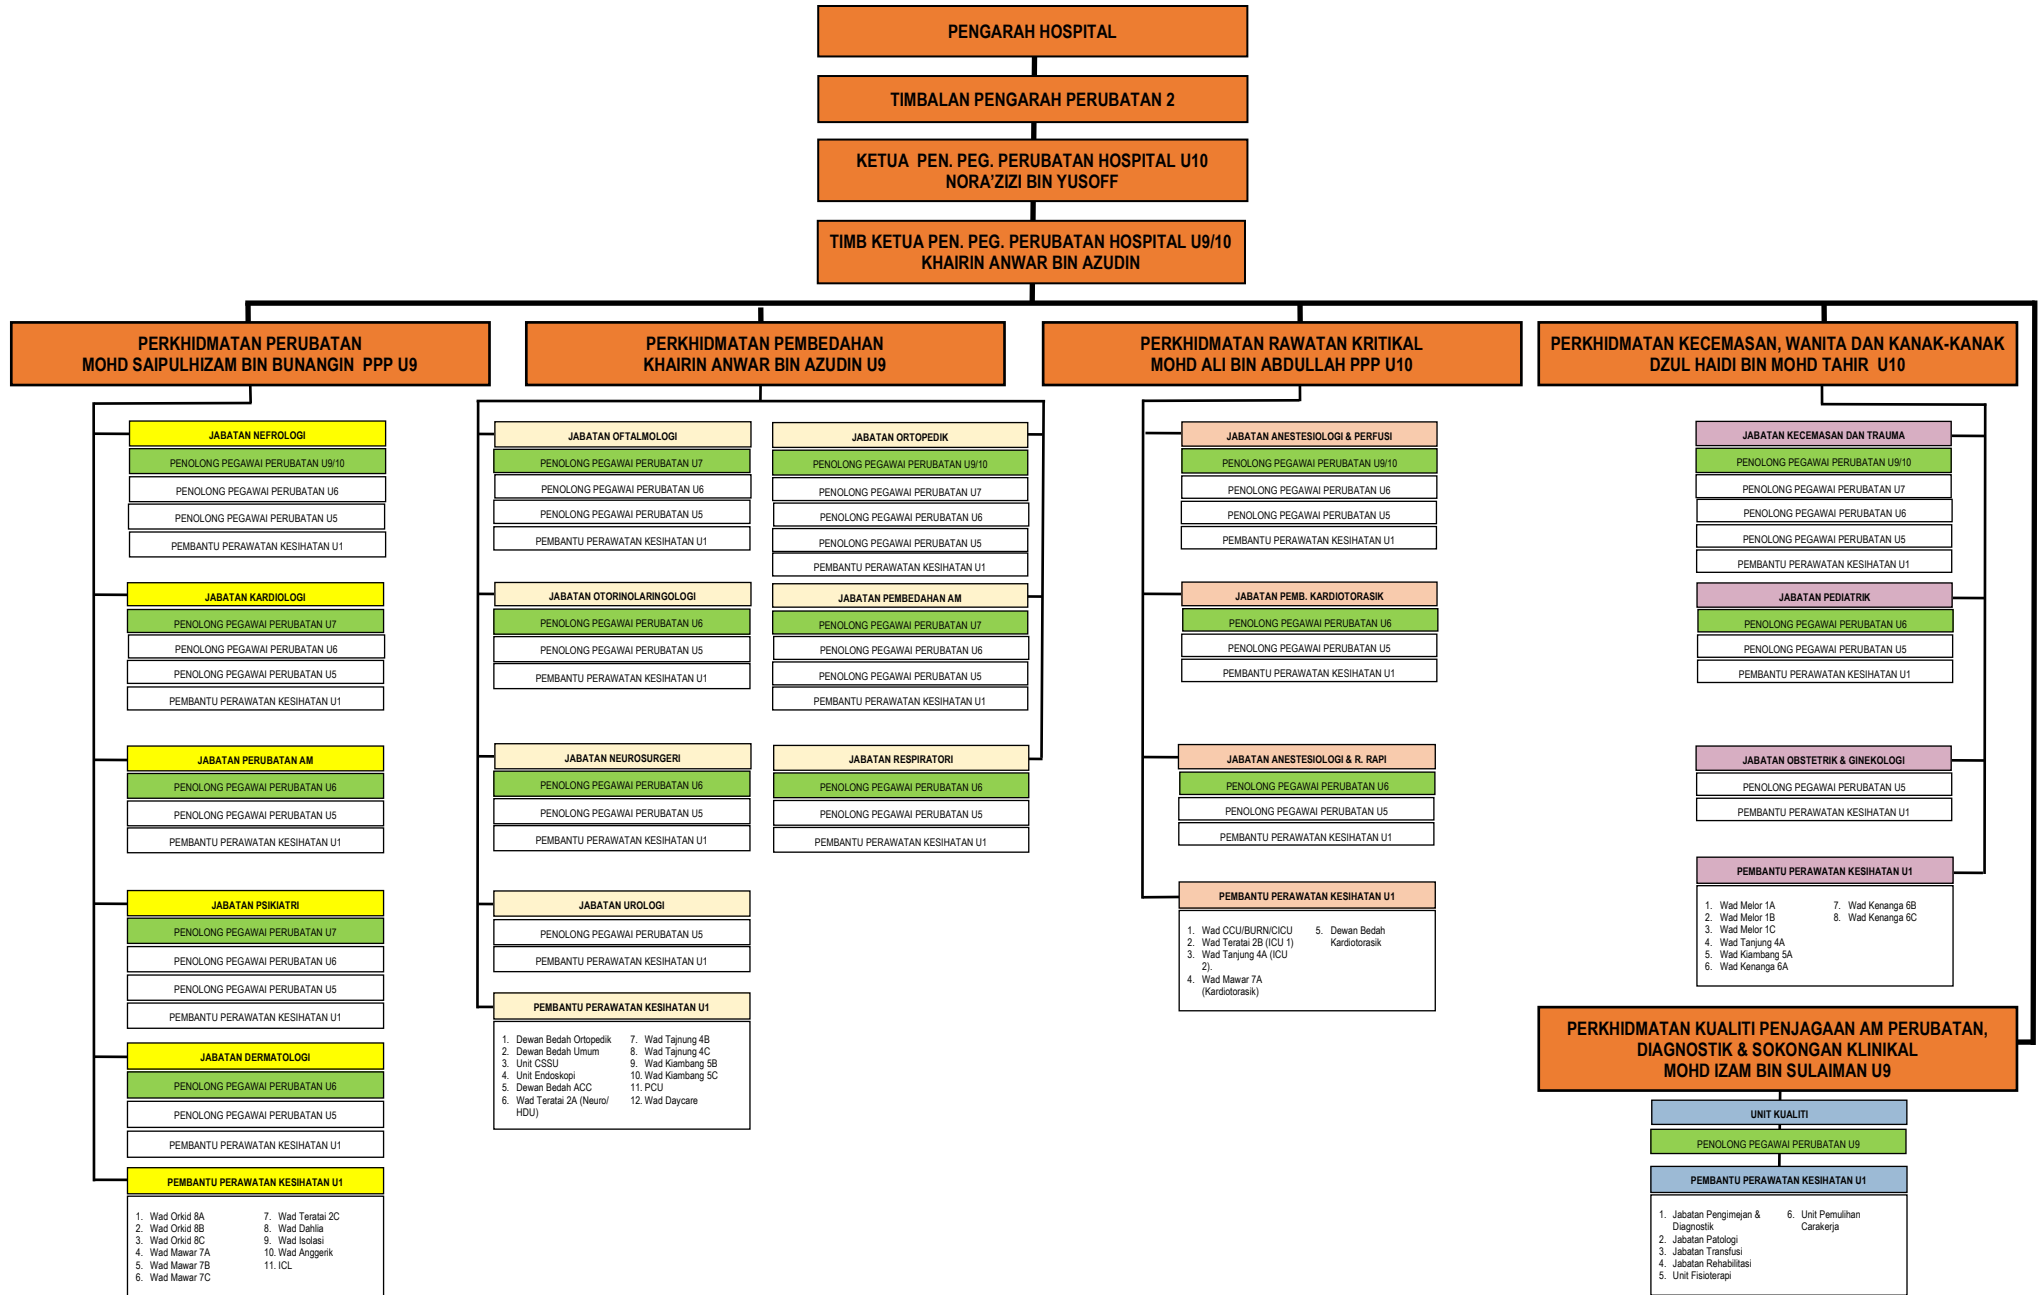 PENGARAH HOSPITAL
TIMBALAN PENGARAH PERUBATAN 2
KETUA PEN. PEG. PERUBATAN HOSPITAL U10
NORA'ZIZI BIN YUSOFF
TIMB KETUA PEN. PEG. PERUBATAN HOSPITAL U9/10
KHAIRIN ANWAR BIN AZUDIN
PERKHIDMATAN PERUBATAN
MOHD SAIPULHIZAM BIN BUNANGIN PPP U9
JABATAN NEFROLOGI
PENOLONG PEGAWAI PERUBATAN U9/10
PENOLONG PEGAWAI PERUBATAN U6
PENOLONG PEGAWAI PERUBATAN U5
PEMBANTU PERAWATAN KESIHATAN U1
JABATAN KARDIOLOGI
PENOLONG PEGAWAI PERUBATAN U7
PENOLONG PEGAWAI PERUBATAN U6
PENOLONG PEGAWAI PERUBATAN U5
PEMBANTU PERAWATAN KESIHATAN U1
JABATAN PERUBATAN AM
PENOLONG PEGAWAI PERUBATAN U6
PENOLONG PEGAWAI PERUBATAN U5
PEMBANTU PERAWATAN KESIHATAN U1
JABATAN PSIKIATRI
PENOLONG PEGAWAI PERUBATAN U7
PENOLONG PEGAWAI PERUBATAN U6
PENOLONG PEGAWAI PERUBATAN U5
PEMBANTU PERAWATAN KESIHATAN U1
JABATAN DERMATOLOGI
PENOLONG PEGAWAI PERUBATAN U6
PENOLONG PEGAWAI PERUBATAN U5
PEMBANTU PERAWATAN KESIHATAN U1
PEMBANTU PERAWATAN KESIHATAN U1
1. Wad Orkid 8A
2. Wad Orkid 8B
3. Wad Orkid 8C
4. Wad Mawar 7A
5. Wad Mawar 7B
6. Wad Mawar 7C
7. Wad Teratai 2C
8. Wad Dahlia
9. Wad Isolasi
10. Wad Anggerik
11. ICL
PERKHIDMATAN PEMBEDAHAN
KHAIRIN ANWAR BIN AZUDIN U9
JABATAN OFTALMOLOGI
PENOLONG PEGAWAI PERUBATAN U7
PENOLONG PEGAWAI PERUBATAN U6
PENOLONG PEGAWAI PERUBATAN U5
PEMBANTU PERAWATAN KESIHATAN U1
JABATAN OTORINOLARINGOLOGI
PENOLONG PEGAWAI PERUBATAN U6
PENOLONG PEGAWAI PERUBATAN U5
PEMBANTU PERAWATAN KESIHATAN U1
JABATAN NEUROSURGERI
PENOLONG PEGAWAI PERUBATAN U6
PENOLONG PEGAWAI PERUBATAN U5
PEMBANTU PERAWATAN KESIHATAN U1
JABATAN UROLOGI
PENOLONG PEGAWAI PERUBATAN U5
PEMBANTU PERAWATAN KESIHATAN U1
PEMBANTU PERAWATAN KESIHATAN U1
1. Dewan Bedah Ortopedik
2. Dewan Bedah Umum
3. Unit CSSU
4. Unit Endoskopi
5. Dewan Bedah ACC
6. Wad Teratai 2A (Neuro/
HDU)
7. Wad Tajnung 4B
8. Wad Tajnung 4C
9. Wad Kiambang 5B
10. Wad Kiambang 5C
11. PCU
12. Wad Daycare
JABATAN ORTOPEDIK
PENOLONG PEGAWAI PERUBATAN U9/10
PENOLONG PEGAWAI PERUBATAN U7
PENOLONG PEGAWAI PERUBATAN U6
PENOLONG PEGAWAI PERUBATAN U5
PEMBANTU PERAWATAN KESIHATAN U1
JABATAN PEMBEDAHAN AM
PENOLONG PEGAWAI PERUBATAN U7
PENOLONG PEGAWAI PERUBATAN U6
PENOLONG PEGAWAI PERUBATAN U5
PEMBANTU PERAWATAN KESIHATAN U1
JABATAN RESPIRATORI
PENOLONG PEGAWAI PERUBATAN U6
PENOLONG PEGAWAI PERUBATAN U5
PEMBANTU PERAWATAN KESIHATAN U1
PERKHIDMATAN RAWATAN KRITIKAL
MOHD ALI BIN ABDULLAH PPP U10
JABATAN ANESTESIOLOGI & PERFUSI
PENOLONG PEGAWAI PERUBATAN U9/10
PENOLONG PEGAWAI PERUBATAN U6
PENOLONG PEGAWAI PERUBATAN U5
PEMBANTU PERAWATAN KESIHATAN U1
JABATAN PEMB. KARDIOTORASIK
PENOLONG PEGAWAI PERUBATAN U6
PENOLONG PEGAWAI PERUBATAN U5
PEMBANTU PERAWATAN KESIHATAN U1
JABATAN ANESTESIOLOGI & R. RAPI
PENOLONG PEGAWAI PERUBATAN U6
PENOLONG PEGAWAI PERUBATAN U5
PEMBANTU PERAWATAN KESIHATAN U1
PEMBANTU PERAWATAN KESIHATAN U1
1. Wad CCU/BURN/CICU
2. Wad Teratai 2B (ICU 1)
3. Wad Tanjung 4A (ICU
2).
4. Wad Mawar 7A
(Kardiotorasik)
5. Dewan Bedah
Kardiotorasik
PERKHIDMATAN KECEMASAN, WANITA DAN KANAK-KANAK
DZUL HAIDI BIN MOHD TAHIR U10
JABATAN KECEMASAN DAN TRAUMA
PENOLONG PEGAWAI PERUBATAN U9/10
PENOLONG PEGAWAI PERUBATAN U7
PENOLONG PEGAWAI PERUBATAN U6
PENOLONG PEGAWAI PERUBATAN U5
PEMBANTU PERAWATAN KESIHATAN U1
JABATAN PEDIATRIK
PENOLONG PEGAWAI PERUBATAN U6
PENOLONG PEGAWAI PERUBATAN U5
PEMBANTU PERAWATAN KESIHATAN U1
JABATAN OBSTETRIK & GINEKOLOGI
PENOLONG PEGAWAI PERUBATAN U5
PEMBANTU PERAWATAN KESIHATAN U1
PEMBANTU PERAWATAN KESIHATAN U1
1. Wad Melor 1A
2. Wad Melor 1B
3. Wad Melor 1C
4. Wad Tanjung 4A
5. Wad Kiambang 5A
6. Wad Kenanga 6A
7. Wad Kenanga 6B
8. Wad Kenanga 6C
PERKHIDMATAN KUALITI PENJAGAAN AM PERUBATAN,
DIAGNOSTIK & SOKONGAN KLINIKAL
MOHD IZAM BIN SULAIMAN U9
UNIT KUALITI
PENOLONG PEGAWAI PERUBATAN U9
PEMBANTU PERAWATAN KESIHATAN U1
1. Jabatan Pengimejan &
Diagnostik
2. Jabatan Patologi
3. Jabatan Transfusi
4. Jabatan Rehabilitasi
5. Unit Fisioterapi
6. Unit Pemulihan
Carakerja